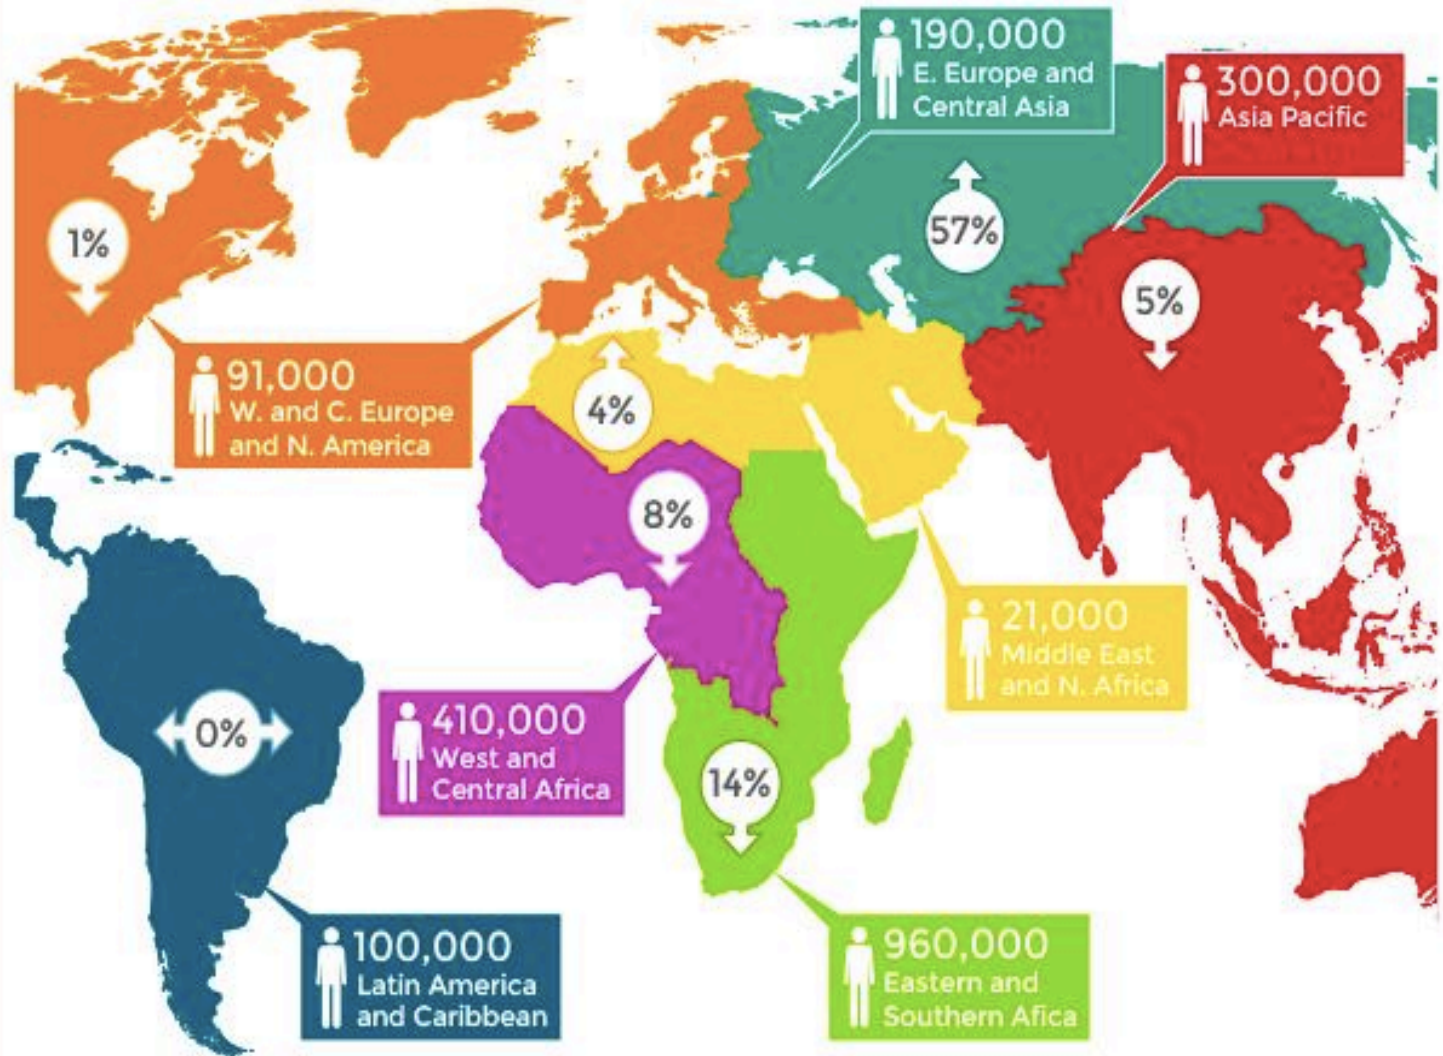 190,000
E. Europe and
Central Asia
300,000
Asia Pacific
57%
1%
5%
91,000
W. and C. Europe
and N. America
4%
8%
21,000
Middle East
and N. Africa
410,000
West and
Central Africa
0%
14%
100,000
Latin America
and Caribbean
960,000
Eastern and
Southern Afica